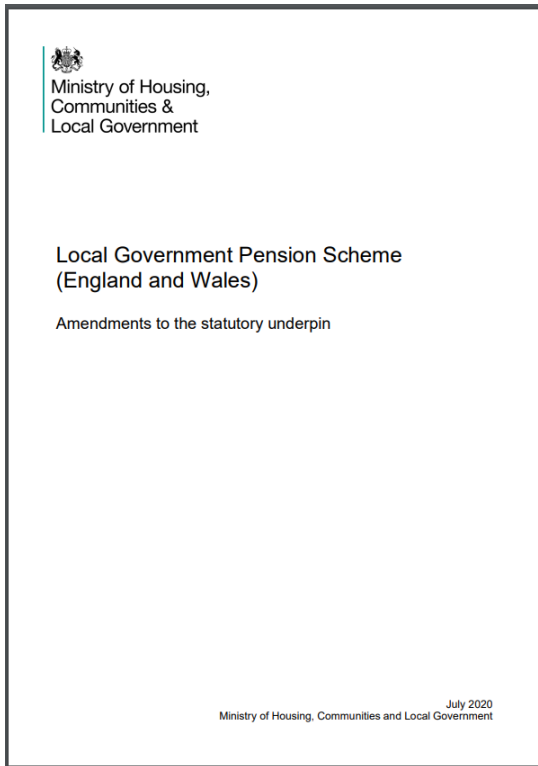 Ministry of Housing,
Communities &
Local Government
Local Government Pension Scheme
(England and Wales)
Amendments to the statutory underpin
July 2020
Ministry of Housing, Communities and Local Government